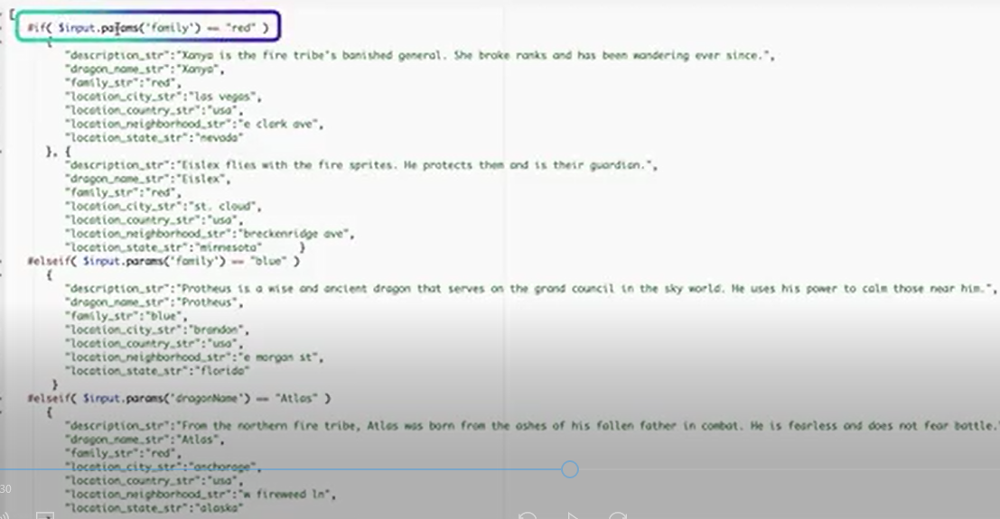 [
#if( $input.params('family') == "red" )
{
"description_str":"Xanya is the fire tribe's banished general. She broke ranks and has been wandering ever since.",
"dragon_name_str":"Xanya",
"family_str":"red",
"location_city_str":"las vegas",
"location_country_str":"usa",
"location_neighborhood_str":"e clark ave",
"location_state_str":"nevada"
}, {
"description_str":"Eislex flies with the fire sprites. He protects them and is their guardian.",
"dragon_name_str":"Eislex",
"family_str":"red",
"location_city_str":"st. cloud",
"location_country_str":"usa",
"location_neighborhood_str":"breckenridge ave",
"location_state_str":"minnesota" }
#elseif( $input.params('family') == "blue" )
{
"description_str":"Protheus is a wise and ancient dragon that serves on the grand council in the sky world. He uses his power to calm those near him.",
"dragon_name_str":"Protheus",
"family_str":"blue",
"location_city_str":"brandon",
"location_country_str":"usa",
"location_neighborhood_str":"e morgan st",
"location_state_str":"florida"
}
#elseif( $input.params('dragonName') == "Atlas" )
{
"description_str":"From the northern fire tribe, Atlas was born from the ashes of his fallen father in combat. He is fearless and does not fear battle.
"dragon_name_str":"Atlas",
"family_str":"red",
"location_city_str":"anchorage",
"location_country_str":"usa",
30
"location_neighborhood_str":"w fireweed ln",
"location_state_str":"alaska"